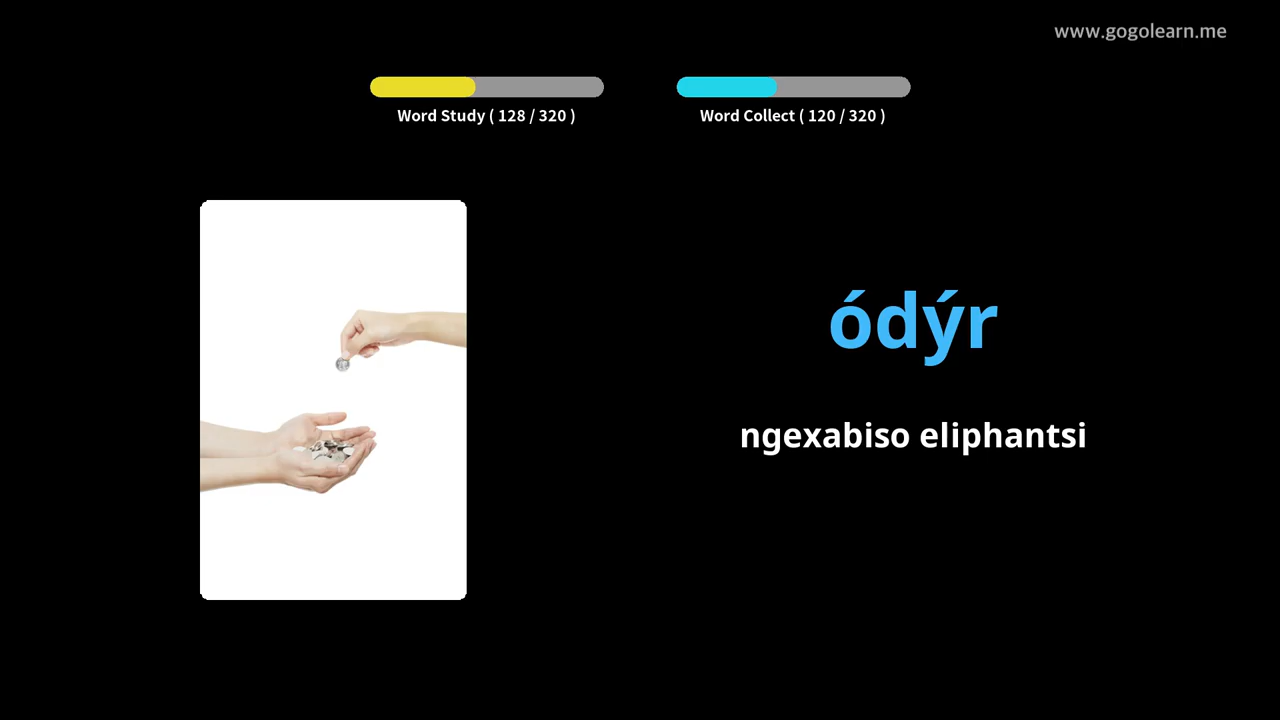 www.gogolearn.me
Word Study ( 128 / 320 )
Word Collect ( 120 / 320 )
ódýr
ngexabiso eliphantsi